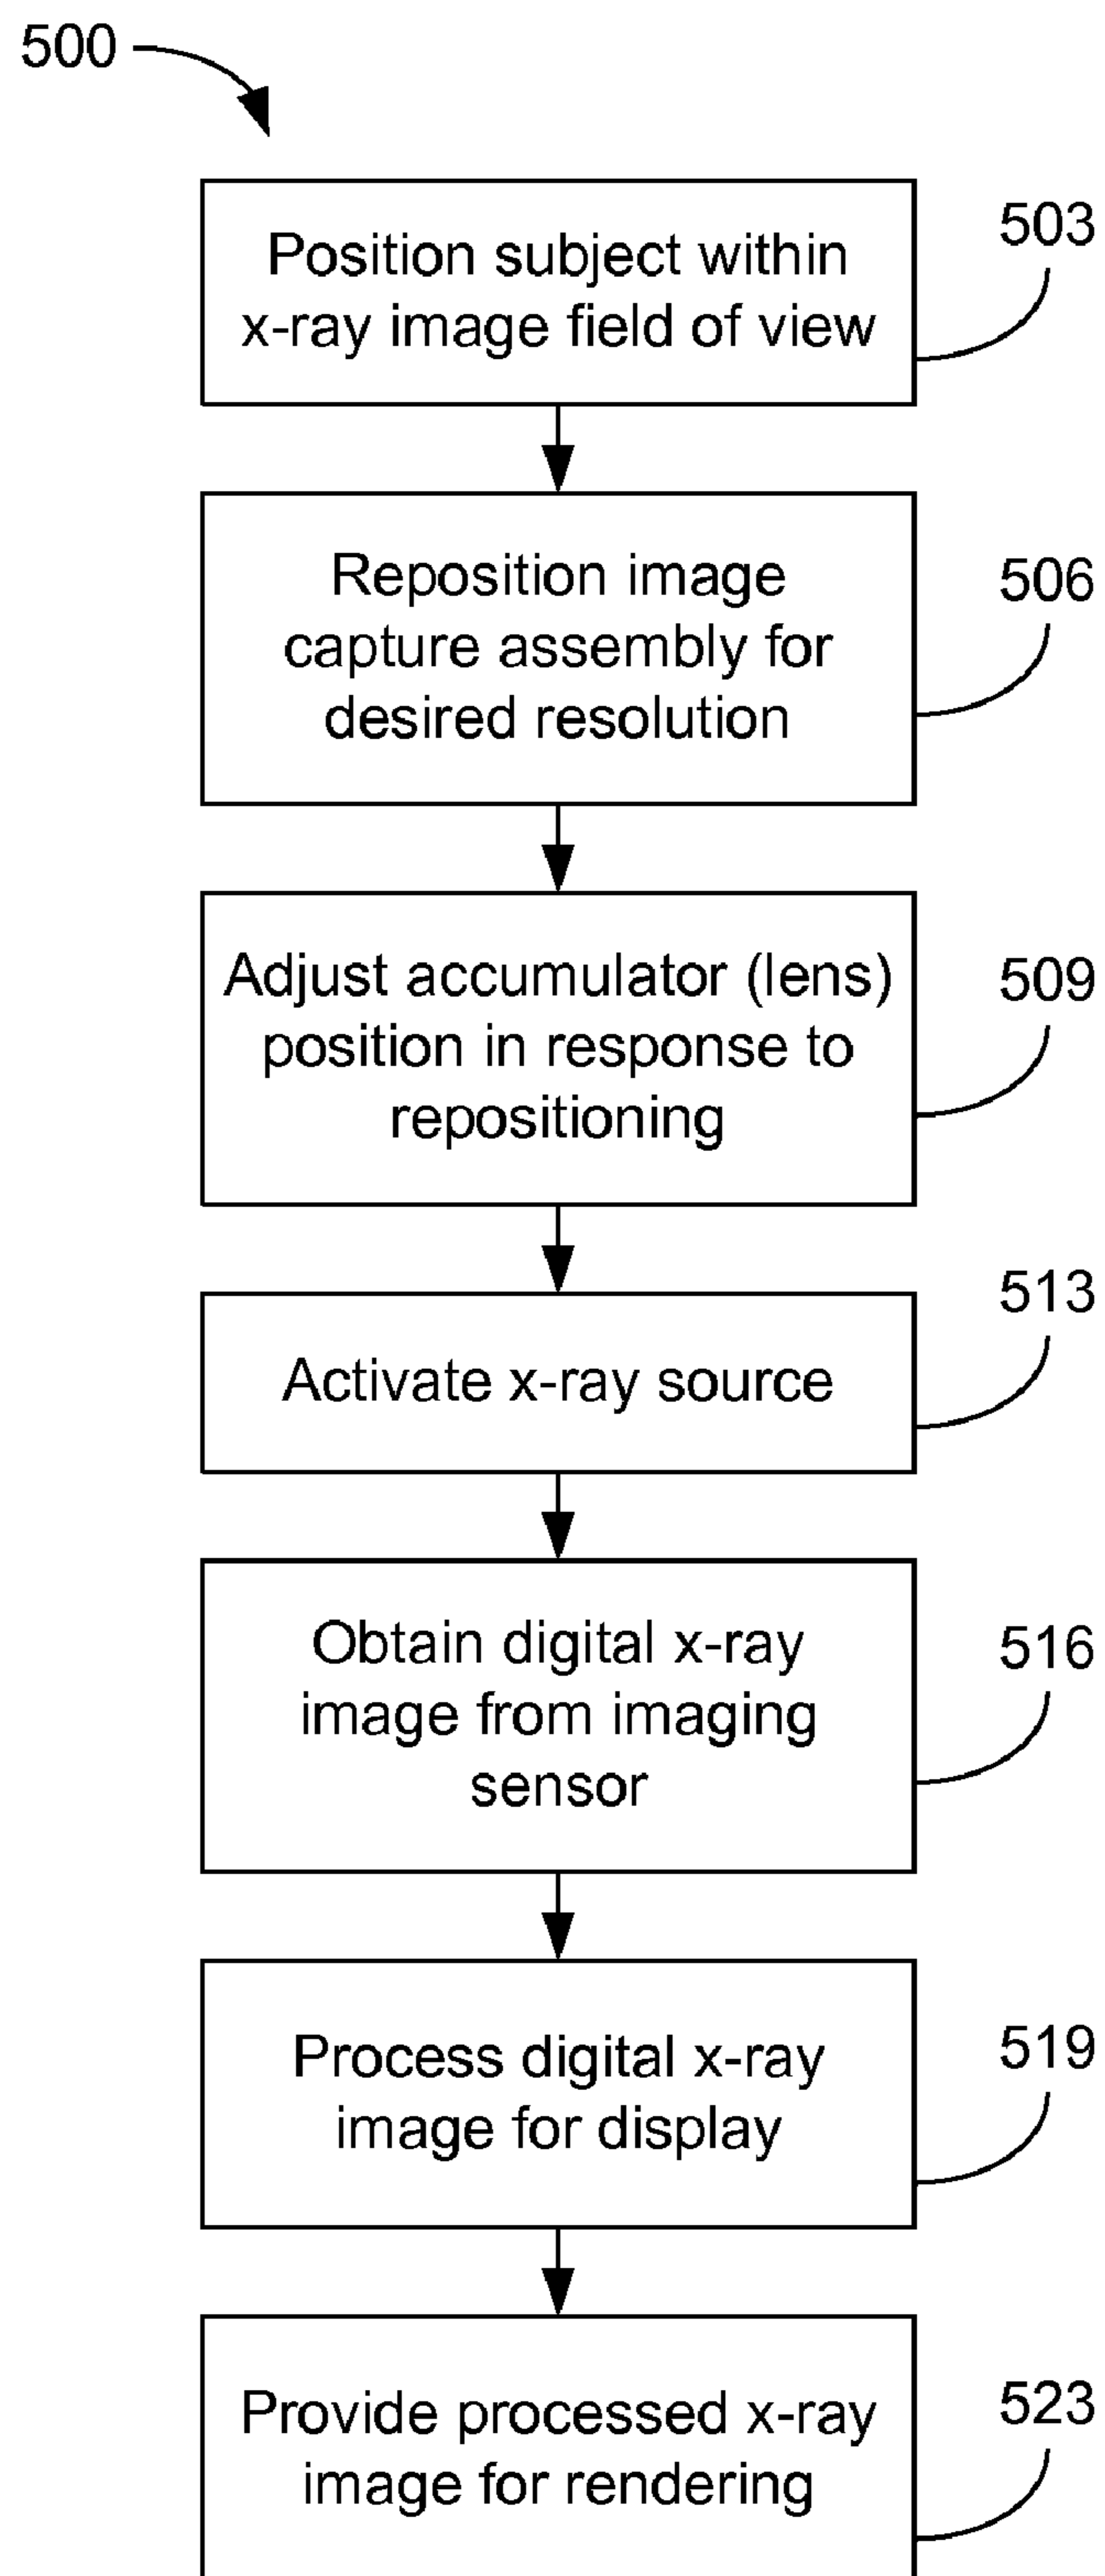 500
Position subject within
x-ray image field of view
503
Reposition image
capture assembly for
desired resolution
506
Adjust accumulator (lens)
position in response to
repositioning
509
Activate x-ray source
513
Obtain digital x-ray
image from imaging
sensor
516
Process digital x-ray
image for display
519
Provide processed x-ray
image for rendering
523